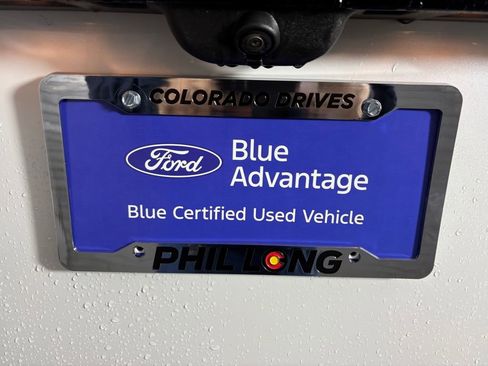 COLORADO DRIVES
Ford
Blue
Advantage
Blue Certified Used Vehicle
PHIL LONG